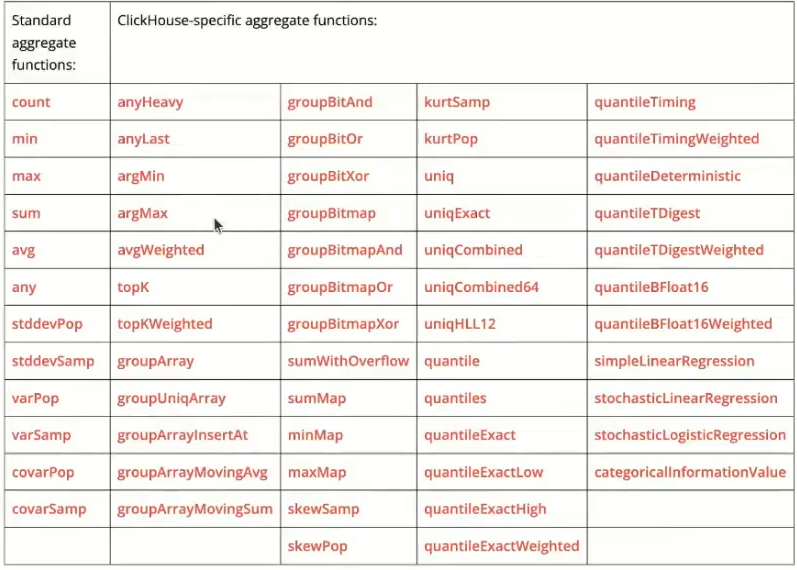 Standard
aggregate
functions:
ClickHouse-specific aggregate functions:
count anyHeavy groupBitAnd kurtSamp quantileTiming
min anyLast groupBitOr kurtPop quantileTimingWeighted
max argMin groupBitXor uniq quantileDeterministic
sum argMax groupBitmap uniqExact quantileTDigest
avg avgWeighted groupBitmapAnd uniqCombined quantileTDigestWeighted
any topK groupBitmapOr uniqCombined64 quantileBFloat16
stddevPop topKWeighted groupBitmapXor uniqHLL12 quantileBFloat16Weighted
stddevSamp groupArray sumWithOverflow quantile simpleLinearRegression
varPop groupUniqArray sumMap quantiles stochasticLinearRegression
varSamp groupArrayInsertAt minMap quantileExact stochasticLogisticRegression
covarPop groupArrayMovingAvg maxMap quantileExactLow categoricalInformationValue
covarSamp groupArrayMovingSum skewSamp quantileExactHigh
skewPop quantileExactWeighted